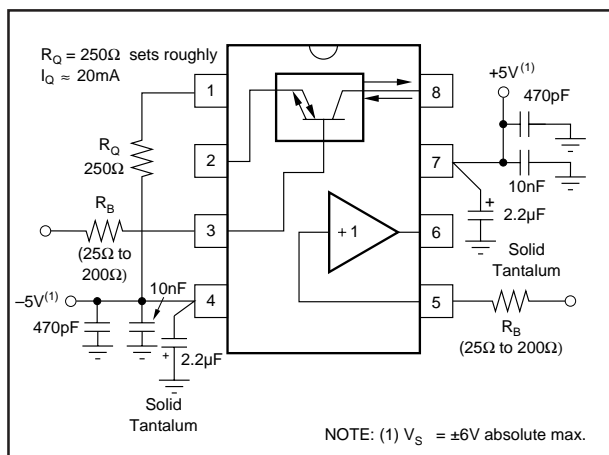 R_Q = 250Ω sets roughly
I_Q ≈ 20mA
1
2
3
4
8
7
6
5
+1
R_Q
250Ω
R_B
(25Ω to
200Ω)
–5V(1)
470pF
10nF
2.2µF
+
Solid
Tantalum
+5V(1)
470pF
10nF
+
2.2µF
Solid
Tantalum
R_B
(25Ω to 200Ω)
NOTE: (1) V_S = ±6V absolute max.